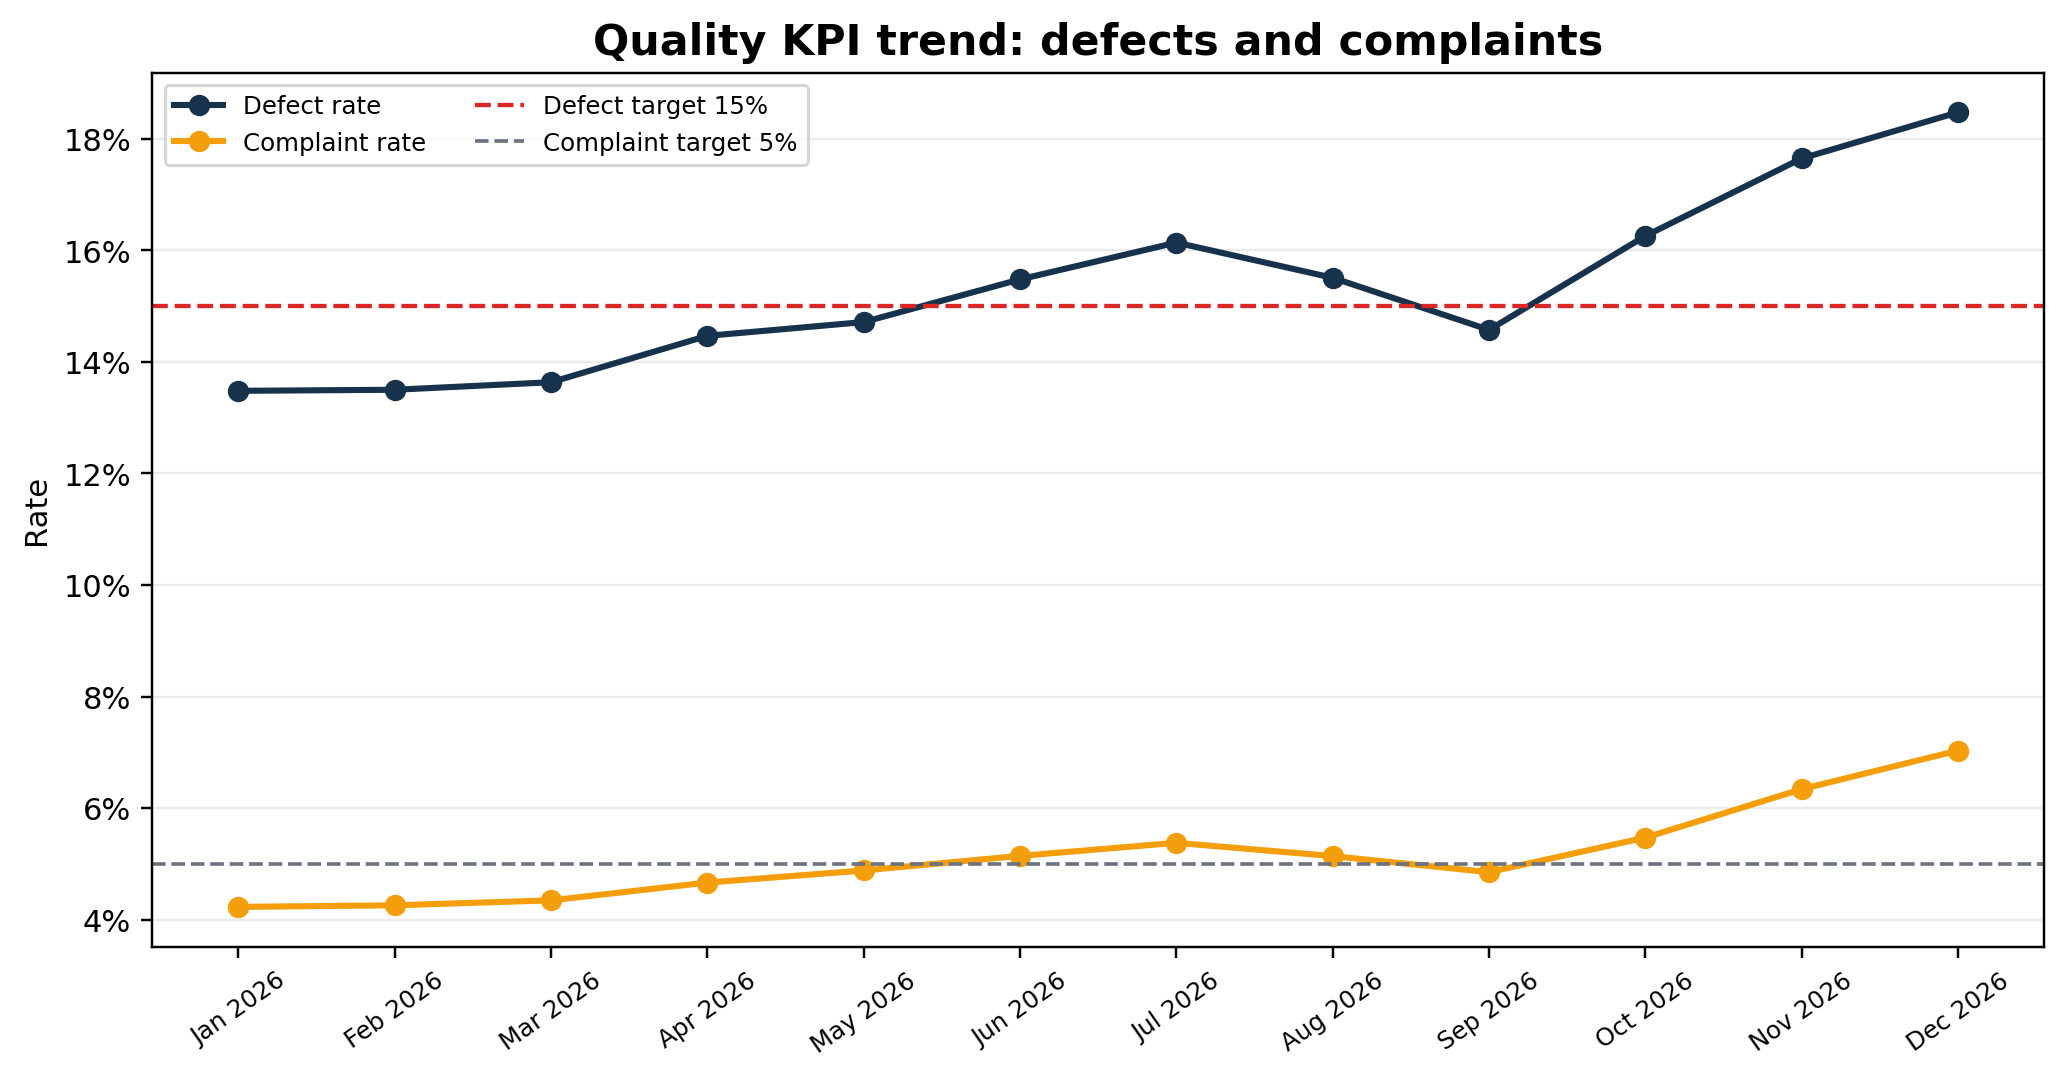 Quality KPI trend: defects and complaints
Defect rate
Complaint rate
Defect target 15%
Complaint target 5%
Rate
18%
16%
14%
12%
10%
8%
6%
4%
Jan 2026
Feb 2026
Mar 2026
Apr 2026
May 2026
Jun 2026
Jul 2026
Aug 2026
Sep 2026
Oct 2026
Nov 2026
Dec 2026